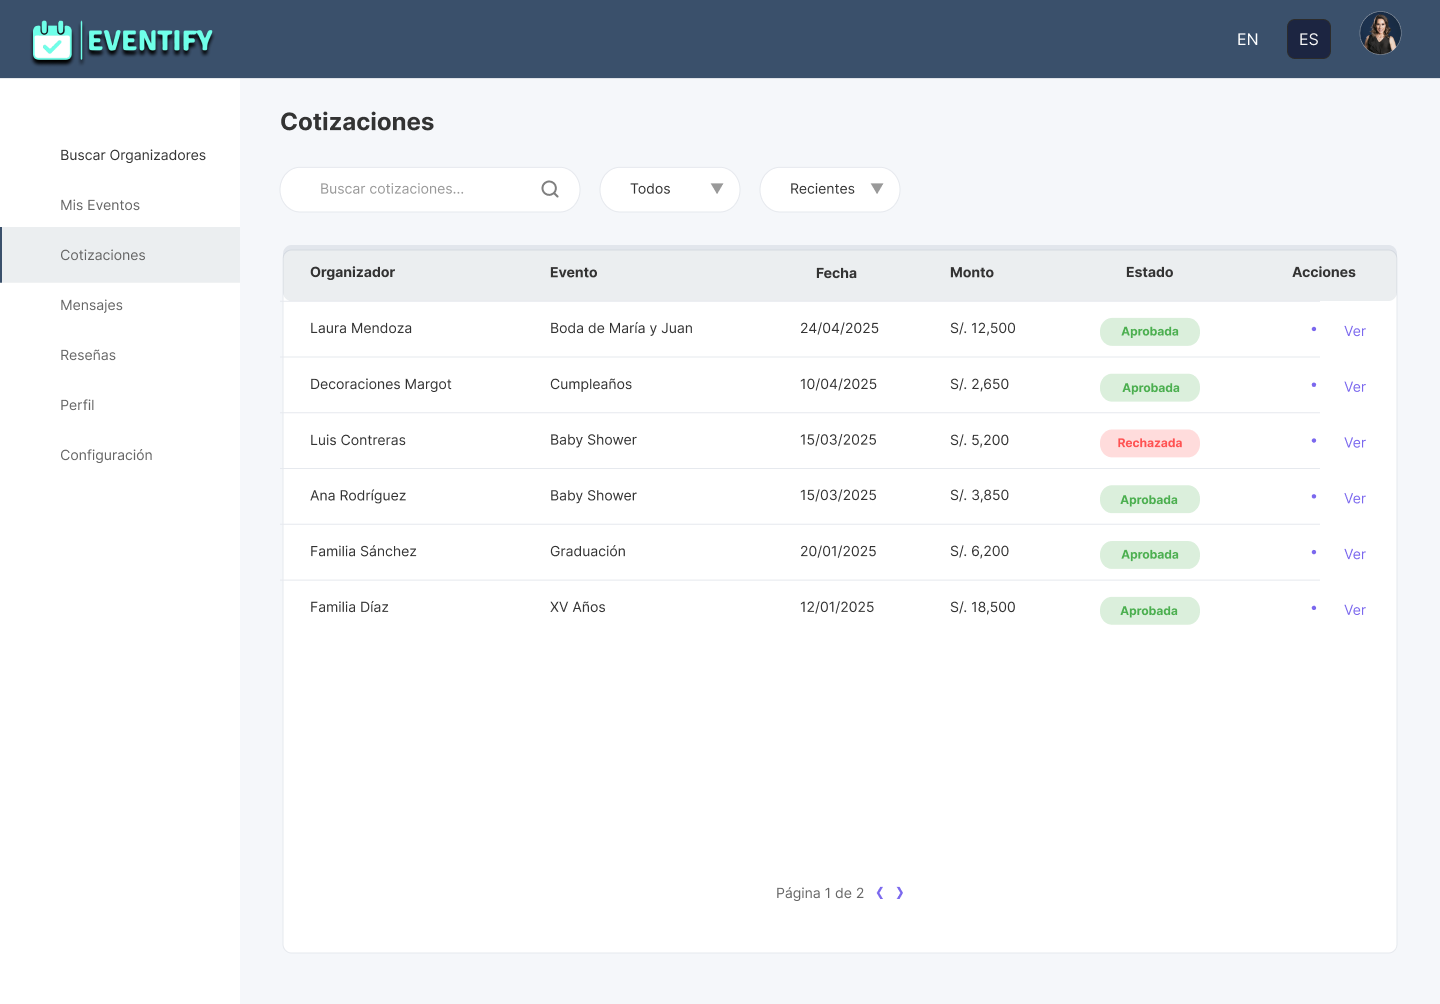 EVENTIFY
EN ES
Cotizaciones
Buscar Organizadores
Mis Eventos
Cotizaciones
Mensajes
Reseñas
Perfil
Configuración
Buscar cotizaciones... Todos Recientes
Organizador Evento Fecha Monto Estado Acciones
Laura Mendoza Boda de María y Juan 24/04/2025 S/. 12,500 Aprobada • Ver
Decoraciones Margot Cumpleaños 10/04/2025 S/. 2,650 Aprobada • Ver
Luis Contreras Baby Shower 15/03/2025 S/. 5,200 Rechazada • Ver
Ana Rodríguez Baby Shower 15/03/2025 S/. 3,850 Aprobada • Ver
Familia Sánchez Graduación 20/01/2025 S/. 6,200 Aprobada • Ver
Familia Díaz XV Años 12/01/2025 S/. 18,500 Aprobada • Ver
Página 1 de 2 ❰ ❱